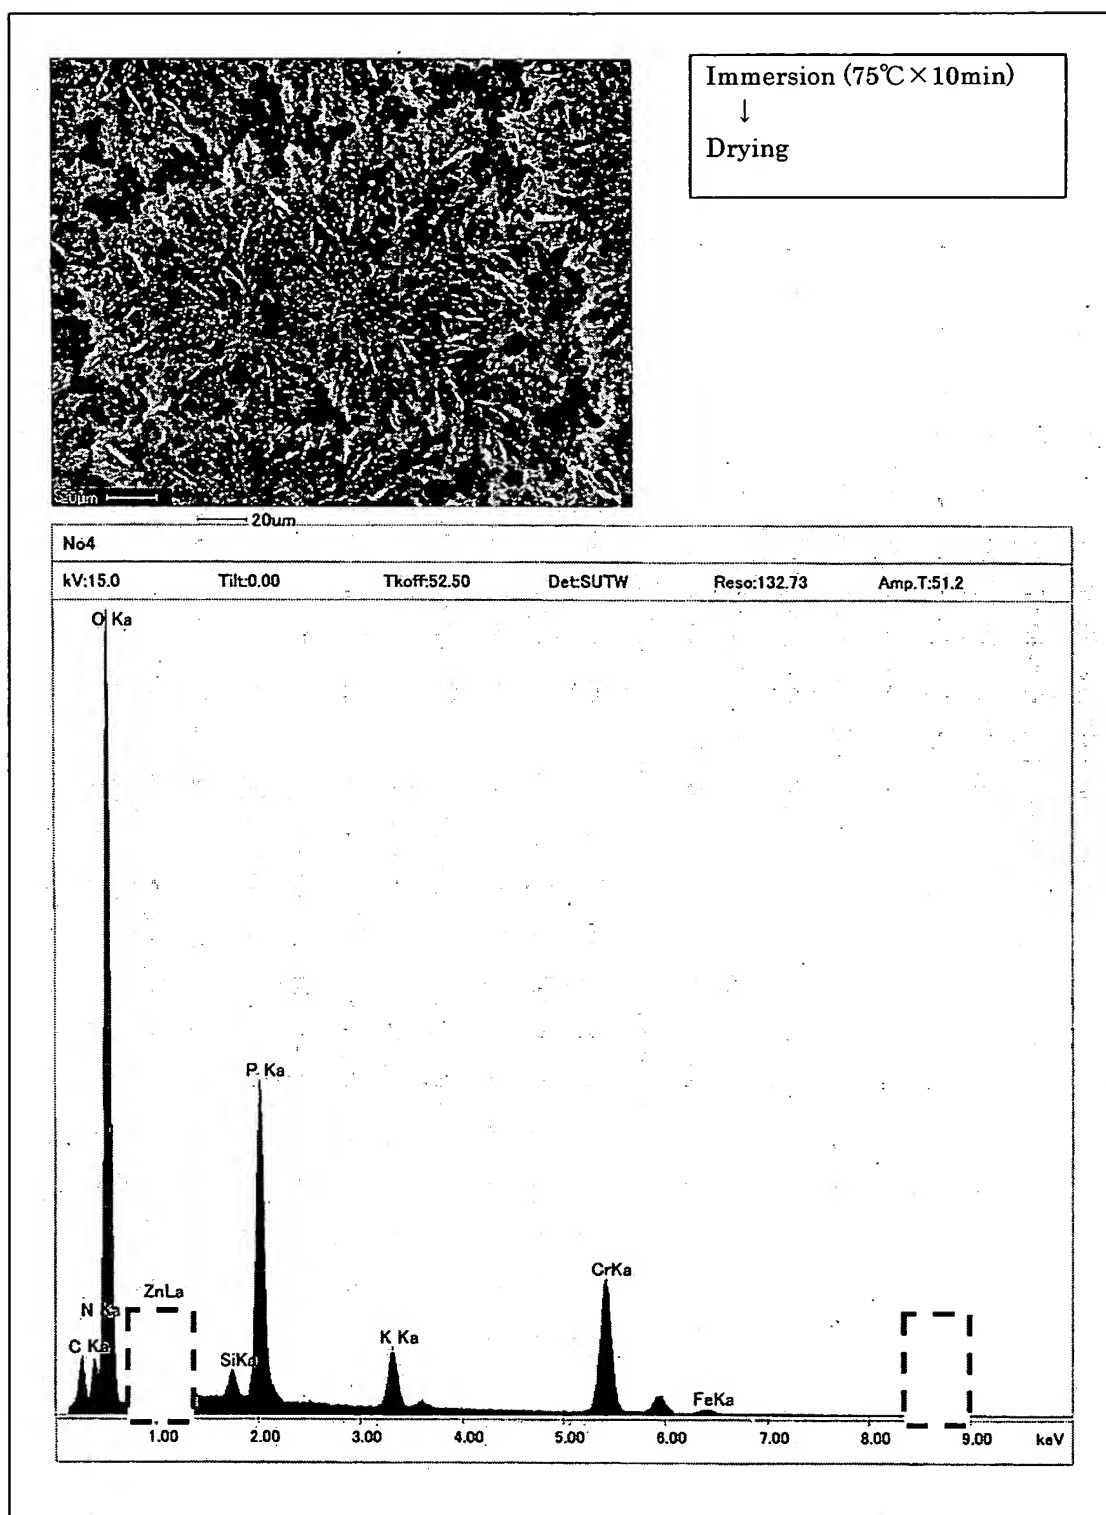 Immersion (75℃×10min)
↓
Drying
20um
No4
kV:15.0 Tilt:0.00 Tkoff:52.50 Det:SUTW Reso:132.73 Amp.T:51.2
O Ka
P Ka
CrKa
ZnLa
N Ka
K Ka
C Ka
SiKa
FeKa
1.00 2.00 3.00 4.00 5.00 6.00 7.00 8.00 9.00 keV